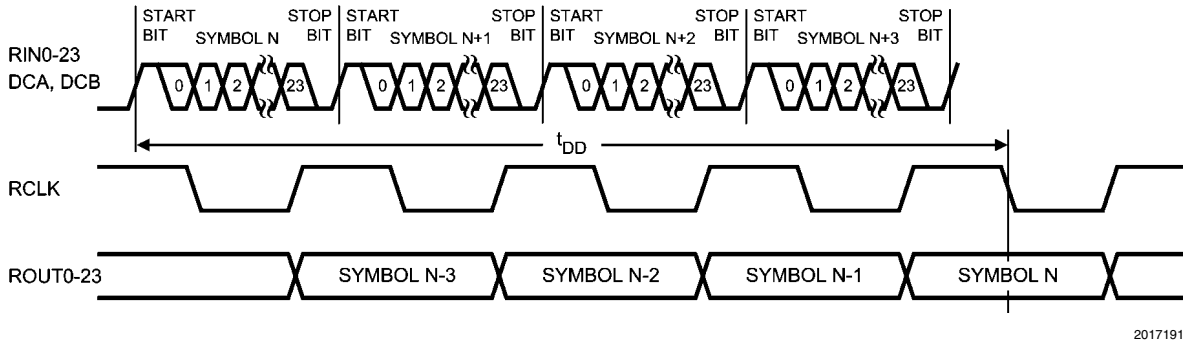 START STOP START STOP START STOP START STOP
BIT SYMBOL N BIT BIT SYMBOL N+1 BIT BIT SYMBOL N+2 BIT BIT SYMBOL N+3 BIT
RIN0-23
DCA, DCB
0 1 2 23 0 1 2 23 0 1 2 23 0 1 2 23
tDD
RCLK
ROUT0-23 SYMBOL N-3 SYMBOL N-2 SYMBOL N-1 SYMBOL N
2017191